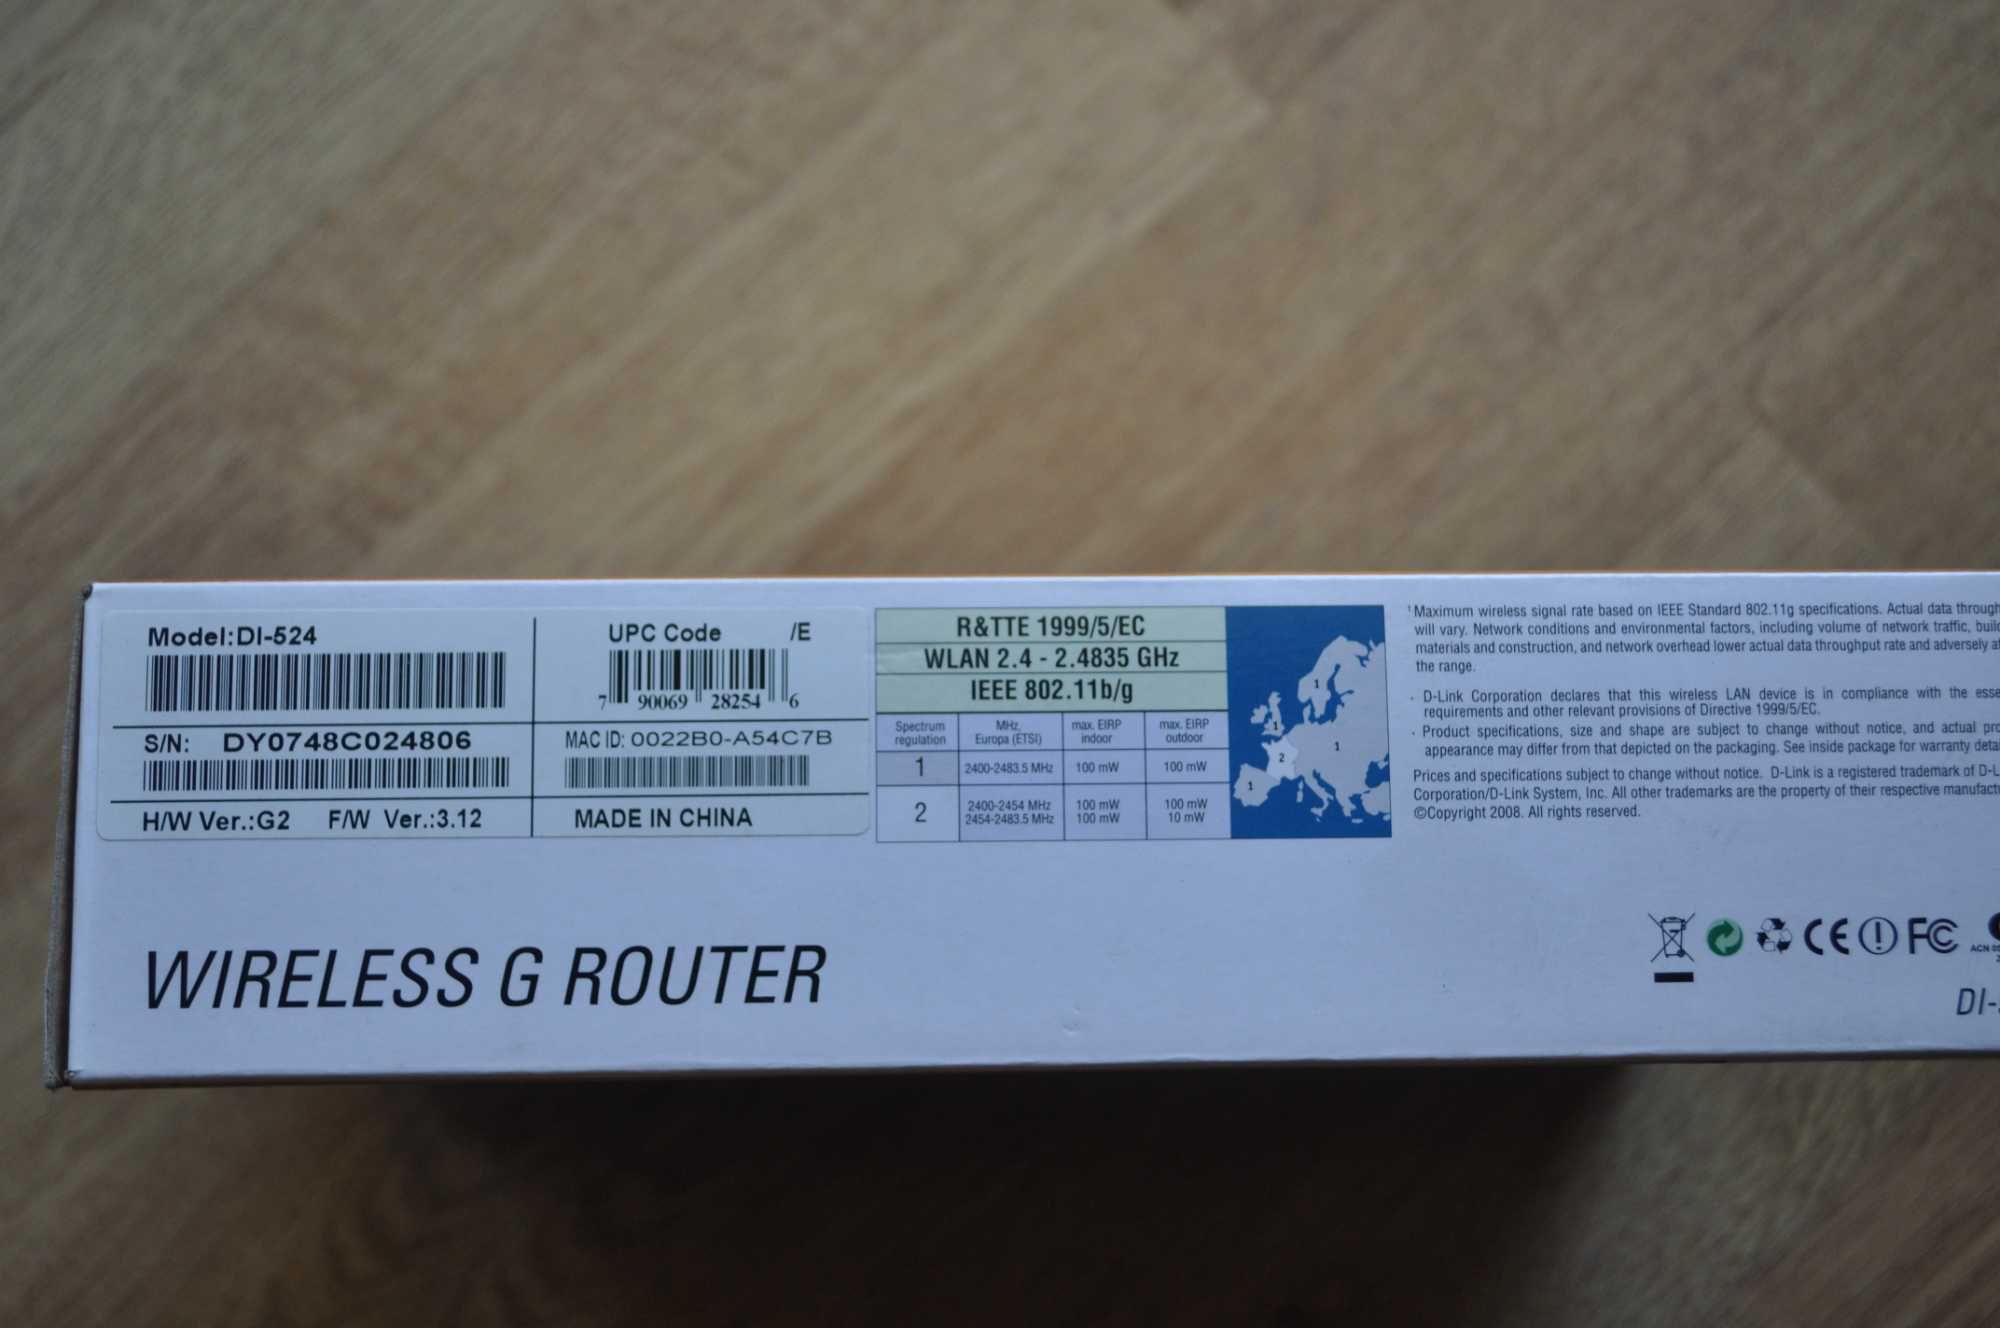 Model:DI-524
S/N: DY0748C024806
H/W Ver.:G2 F/W Ver.:3.12
UPC Code /E
7 90069 28254 6
MAC ID: 0022B0-A54C7B
MADE IN CHINA
R&TTE 1999/5/EC
WLAN 2.4 - 2.4835 GHz
IEEE 802.11b/g
Spectrum regulation MHz, Europa (ETSI) max. EIRP indoor max. EIRP outdoor
1 2400-2483.5 MHz 100 mW 100 mW
2 2400-2454 MHz 100 mW 100 mW
2454-2483.5 MHz 100 mW 10 mW
1
1
1
2
1
¹Maximum wireless signal rate based on IEEE Standard 802.11g specifications. Actual data
will vary. Network conditions and environmental factors, including volume of network traffic,
materials and construction, and network overhead lower actual data throughput rate and adversely
the range.
· D-Link Corporation declares that this wireless LAN device is in compliance with the
requirements and other relevant provisions of Directive 1999/5/EC.
· Product specifications, size and shape are subject to change without notice, and actual
appearance may differ from that depicted on the packaging. See inside package for warranty
Prices and specifications subject to change without notice. D-Link is a registered trademark of
Corporation/D-Link System, Inc. All other trademarks are the property of their respective
©Copyright 2008. All rights reserved.
CE FC
ACN
DI-
WIRELESS G ROUTER